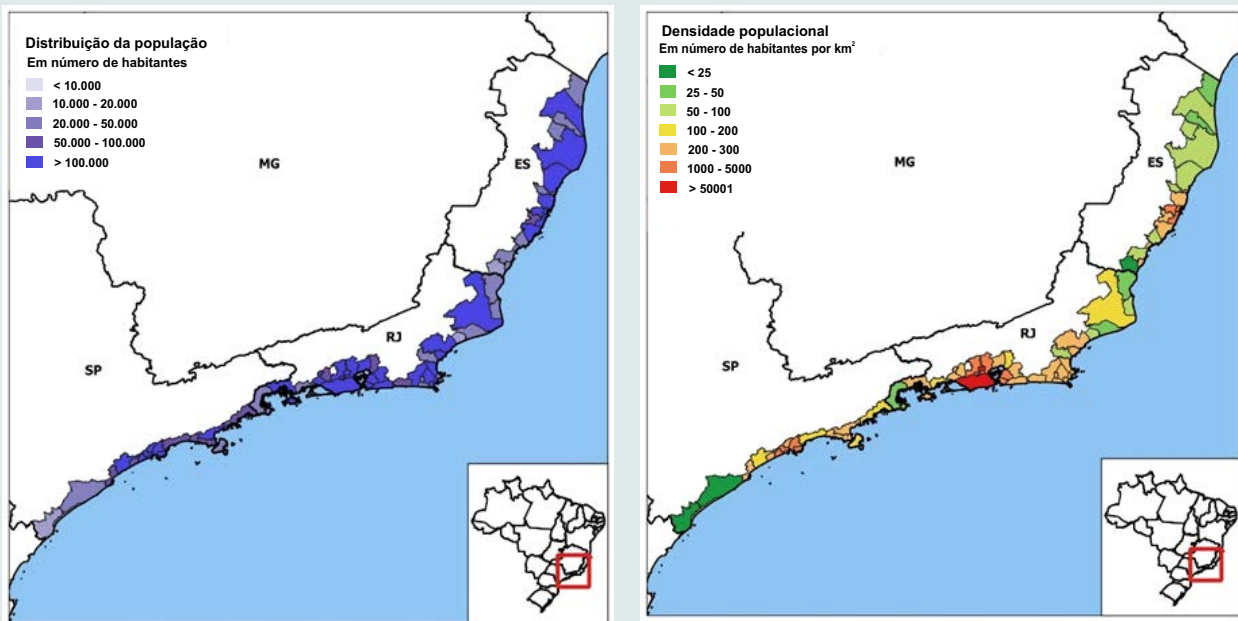 Distribuição da população
Em número de habitantes
< 10.000
10.000 - 20.000
20.000 - 50.000
50.000 - 100.000
> 100.000
MG
ES
RJ
SP
Densidade populacional
Em número de habitantes por km²
< 25
25 - 50
50 - 100
100 - 200
200 - 300
1000 - 5000
> 50001
MG
ES
RJ
SP